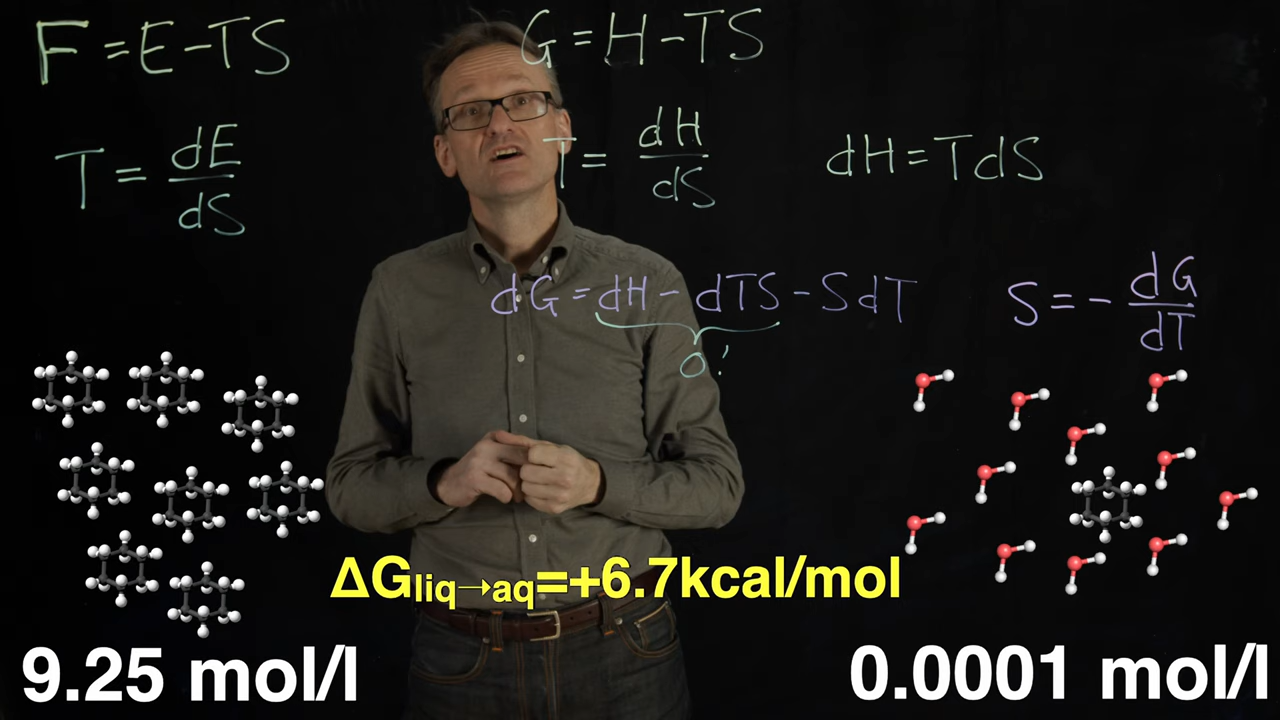 F = E - TS
G = H - TS
T = dE/dS
T = dH/dS
dH = TdS
dG = dH - dTS - SdT
0!
S = - dG/dT
ΔGliq→aq=+6.7kcal/mol
9.25 mol/l
0.0001 mol/l